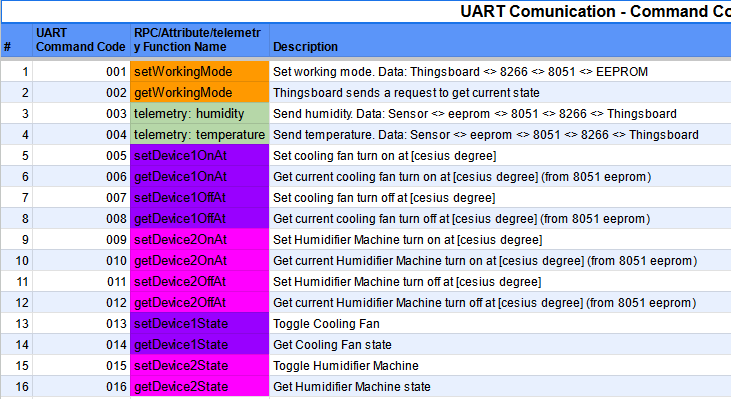 UART Comunication - Command Co
# UART Command Code RPC/Attribute/telemetr y Function Name Description
1 001 setWorkingMode Set working mode. Data: Thingsboard <> 8266 <> 8051 <> EEPROM
2 002 getWorkingMode Thingsboard sends a request to get current state
3 003 telemetry: humidity Send humidity. Data: Sensor <> eeprom <> 8051 <> 8266 <> Thingsboard
4 004 telemetry: temperature Send temperature. Data: Sensor <> eeprom <> 8051 <> 8266 <> Thingsboard
5 005 setDevice1OnAt Set cooling fan turn on at [cesius degree]
6 006 getDevice1OnAt Get current cooling fan turn on at [cesius degree] (from 8051 eeprom)
7 007 setDevice1OffAt Set cooling fan turn off at [cesius degree]
8 008 getDevice1OffAt Get current cooling fan turn off at [cesius degree] (from 8051 eeprom)
9 009 setDevice2OnAt Set Humidifier Machine turn on at [cesius degree]
10 010 getDevice2OnAt Get current Humidifier Machine turn on at [cesius degree] (from 8051 eeprom)
11 011 setDevice2OffAt Set Humidifier Machine turn off at [cesius degree]
12 012 getDevice2OffAt Get current Humidifier Machine turn off at [cesius degree] (from 8051 eeprom)
13 013 setDevice1State Toggle Cooling Fan
14 014 getDevice1State Get Cooling Fan state
15 015 setDevice2State Toggle Humidifier Machine
16 016 getDevice2State Get Humidifier Machine state